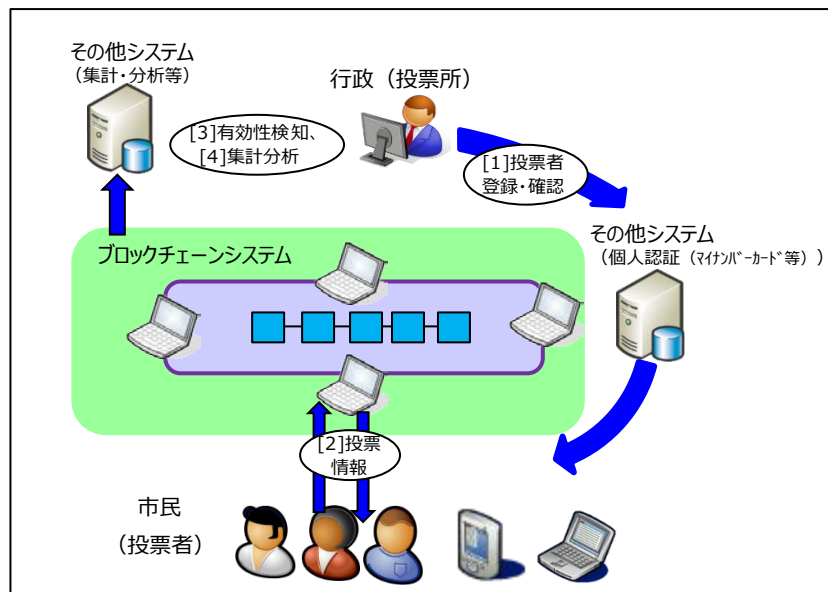 その他システム
（集計・分析等）
行政（投票所）
[3]有効性検知、
[4]集計分析
[1]投票者
登録・確認
その他システム
（個人認証（ﾏｲﾅﾝﾊﾞｰｶｰﾄﾞ等））
ブロックチェーンシステム
[2]投票
情報
市民
（投票者）